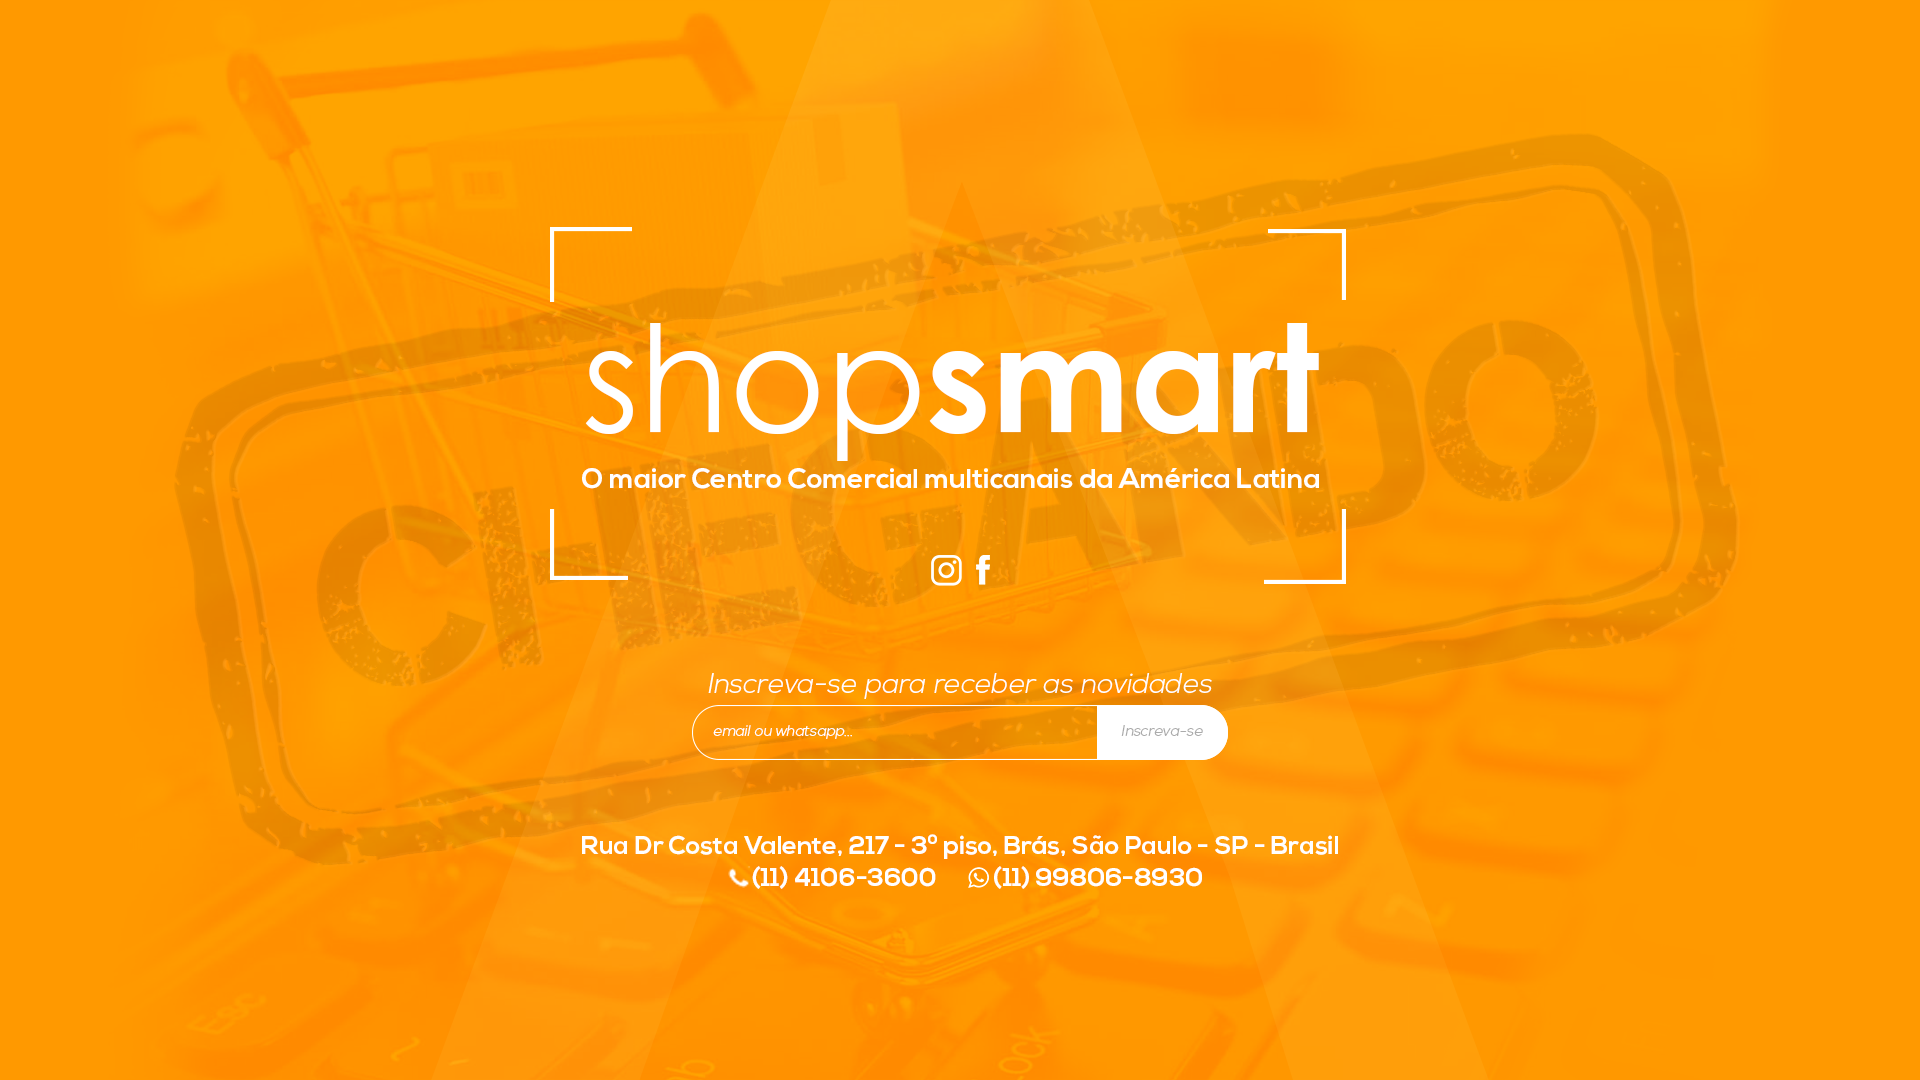 shopsmart
O maior Centro Comercial multicanais da América Latina
CHEGANDO
Inscreva-se para receber as novidades
email ou whatsapp...
Inscreva-se
Rua Dr Costa Valente, 217 - 3º piso, Brás, São Paulo - SP - Brasil
(11) 4106-3600 (11) 99806-8930
Esc